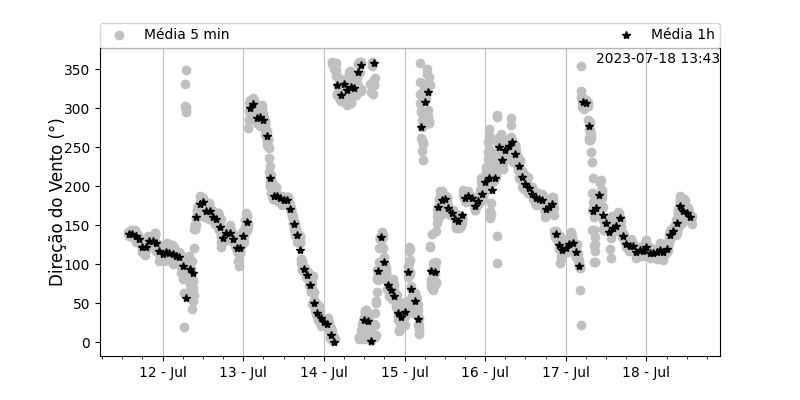 Média 5 min
Média 1h
2023-07-18 13:43
Direção do Vento (°)
350
300
250
200
150
100
50
0
12 - Jul
13 - Jul
14 - Jul
15 - Jul
16 - Jul
17 - Jul
18 - Jul